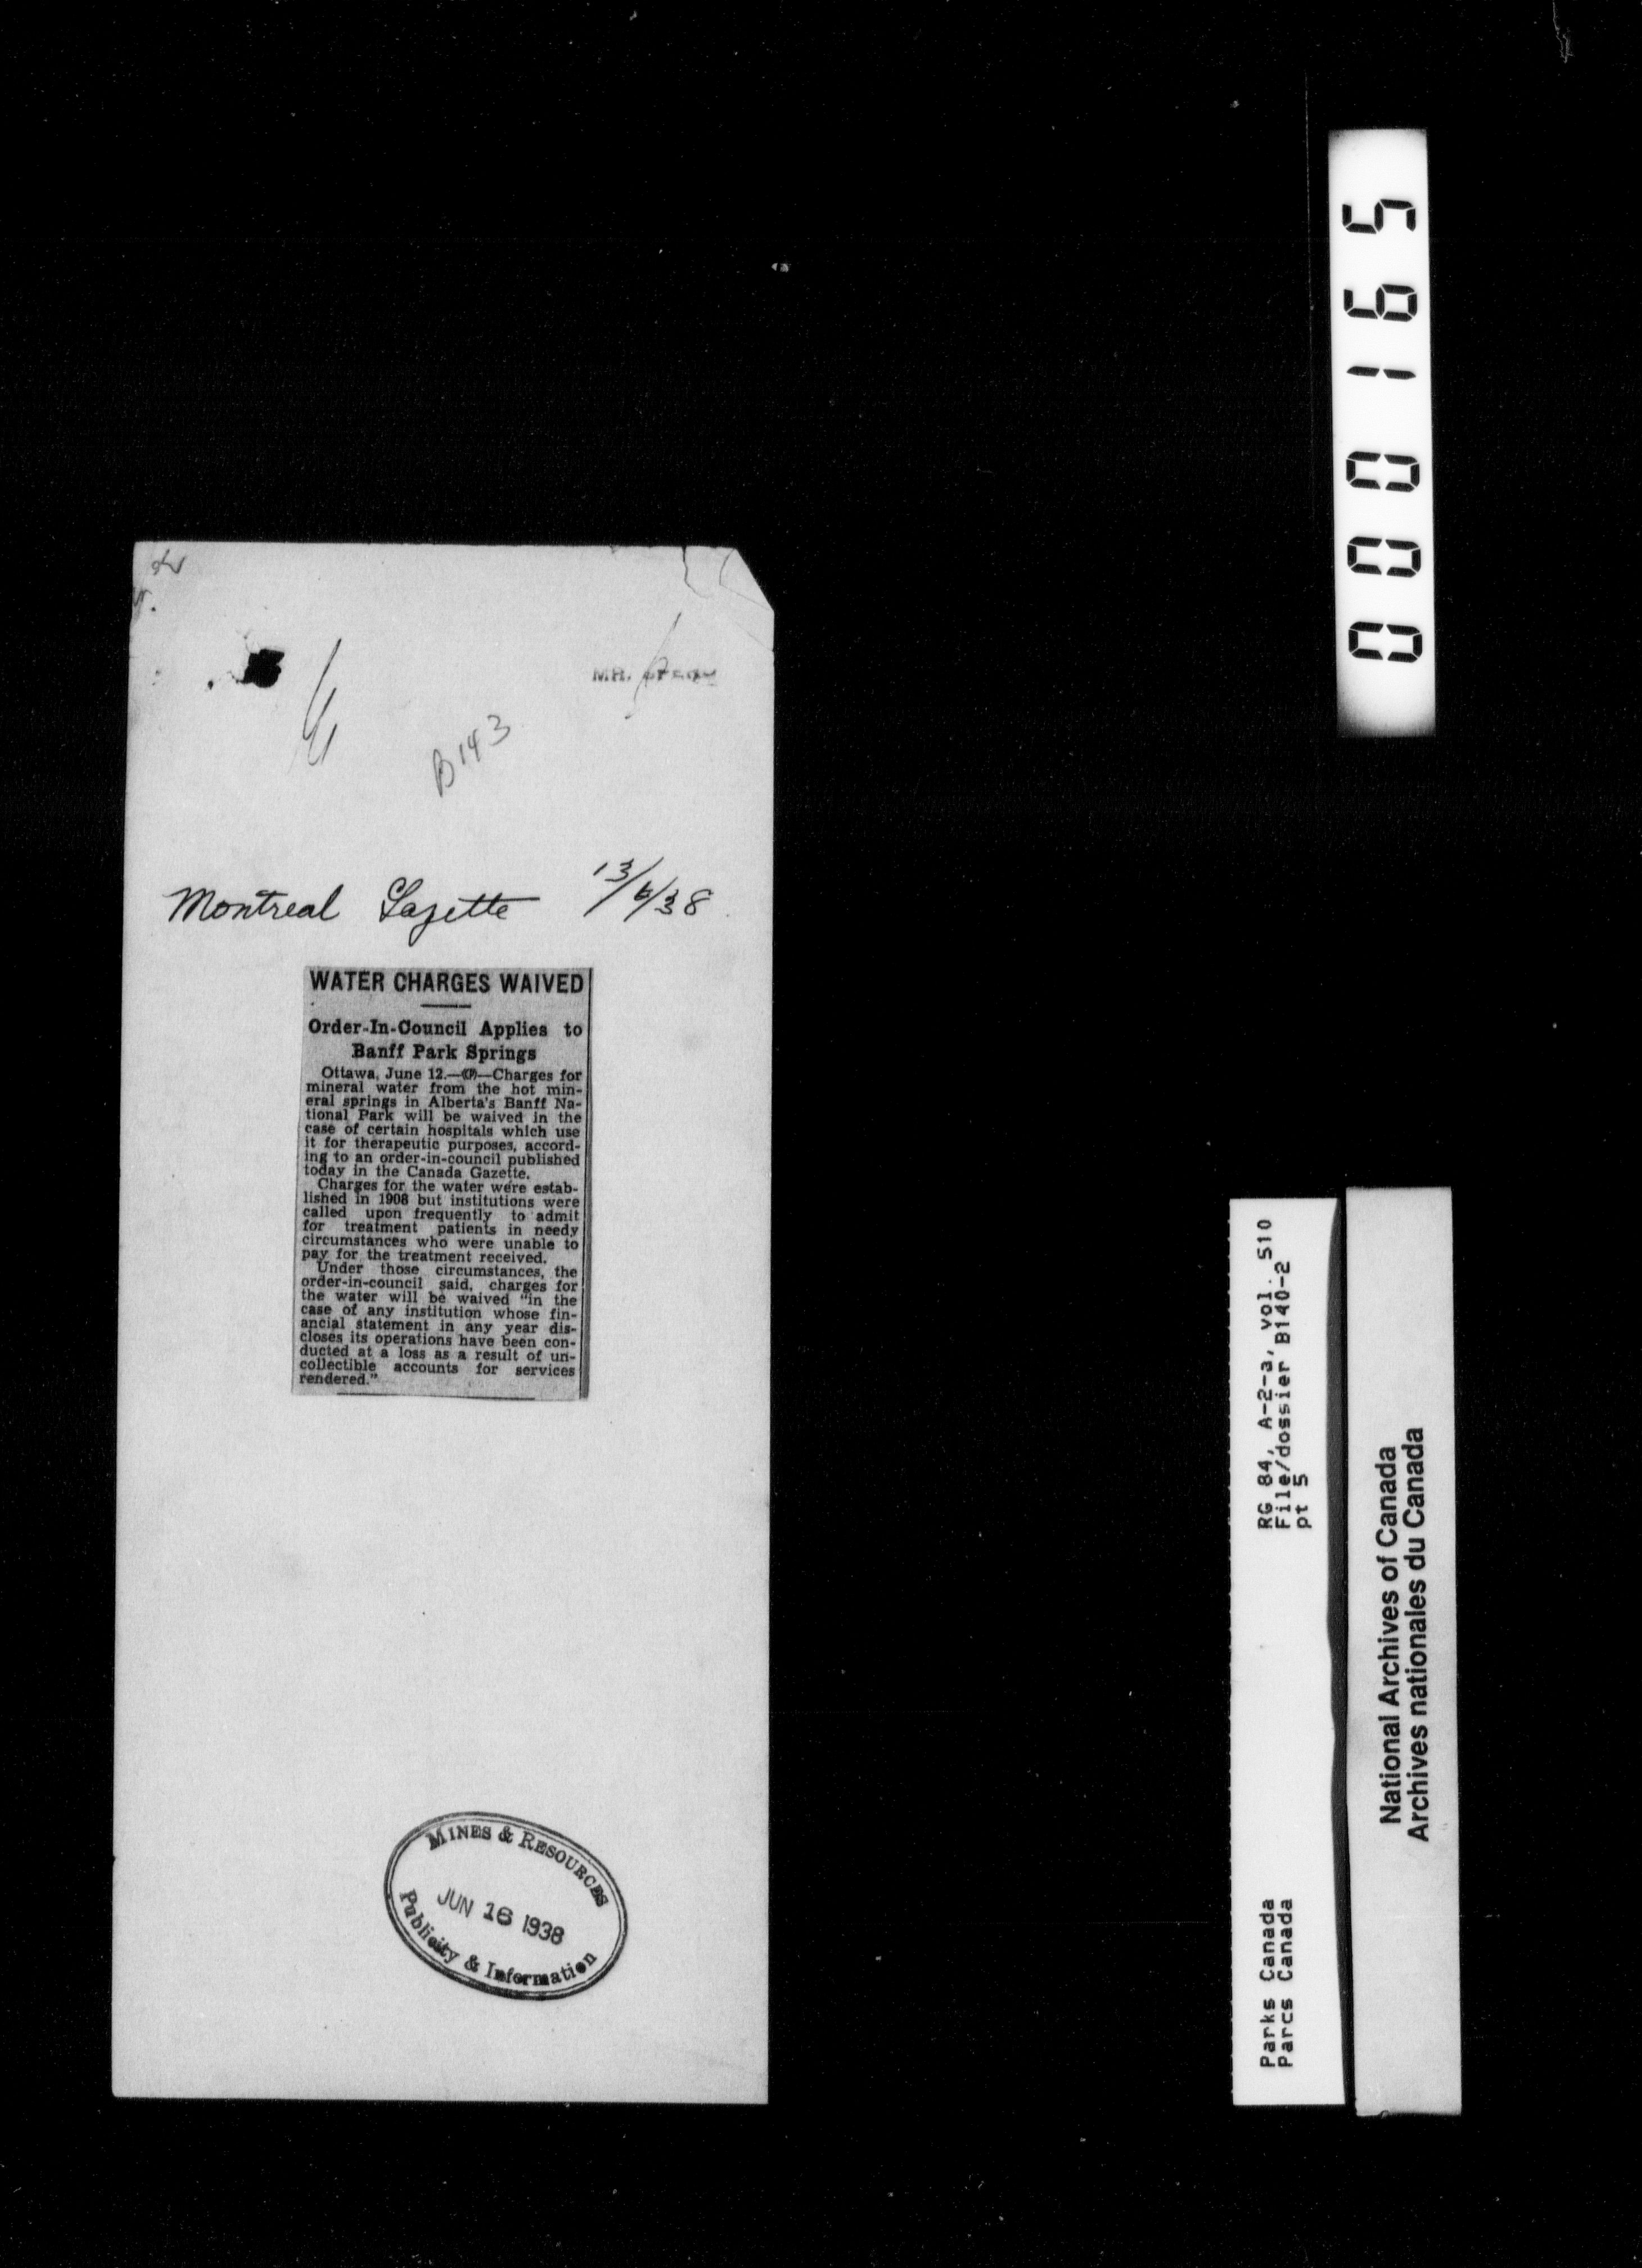 MR.
B143
Montreal Gazette 13/6/38
WATER CHARGES WAIVED
Order-In-Council Applies to
Banff Park Springs
Ottawa, June 12.—(CP)—Charges for
mineral water from the hot min-
eral springs in Alberta's Banff Na-
tional Park will be waived in the
case of certain hospitals which use
it for therapeutic purposes, accord-
ing to an order-in-council published
today in the Canada Gazette.
Charges for the water were estab-
lished in 1908 but institutions were
called upon frequently to admit
for treatment patients in needy
circumstances who were unable to
pay for the treatment received.
Under those circumstances, the
order-in-council said, charges for
the water will be waived "in the
case of any institution whose fin-
ancial statement in any year dis-
closes its operations have been con-
ducted at a loss as a result of un-
collectible accounts for services
rendered."
MINES & RESOURCES
JUN 16 1938
Publicity & Information
000165
RG 84, A-2-a, vol. 510
File/dossier B140-2
pt 5
Parks Canada
Parcs Canada
National Archives of Canada
Archives nationales du Canada